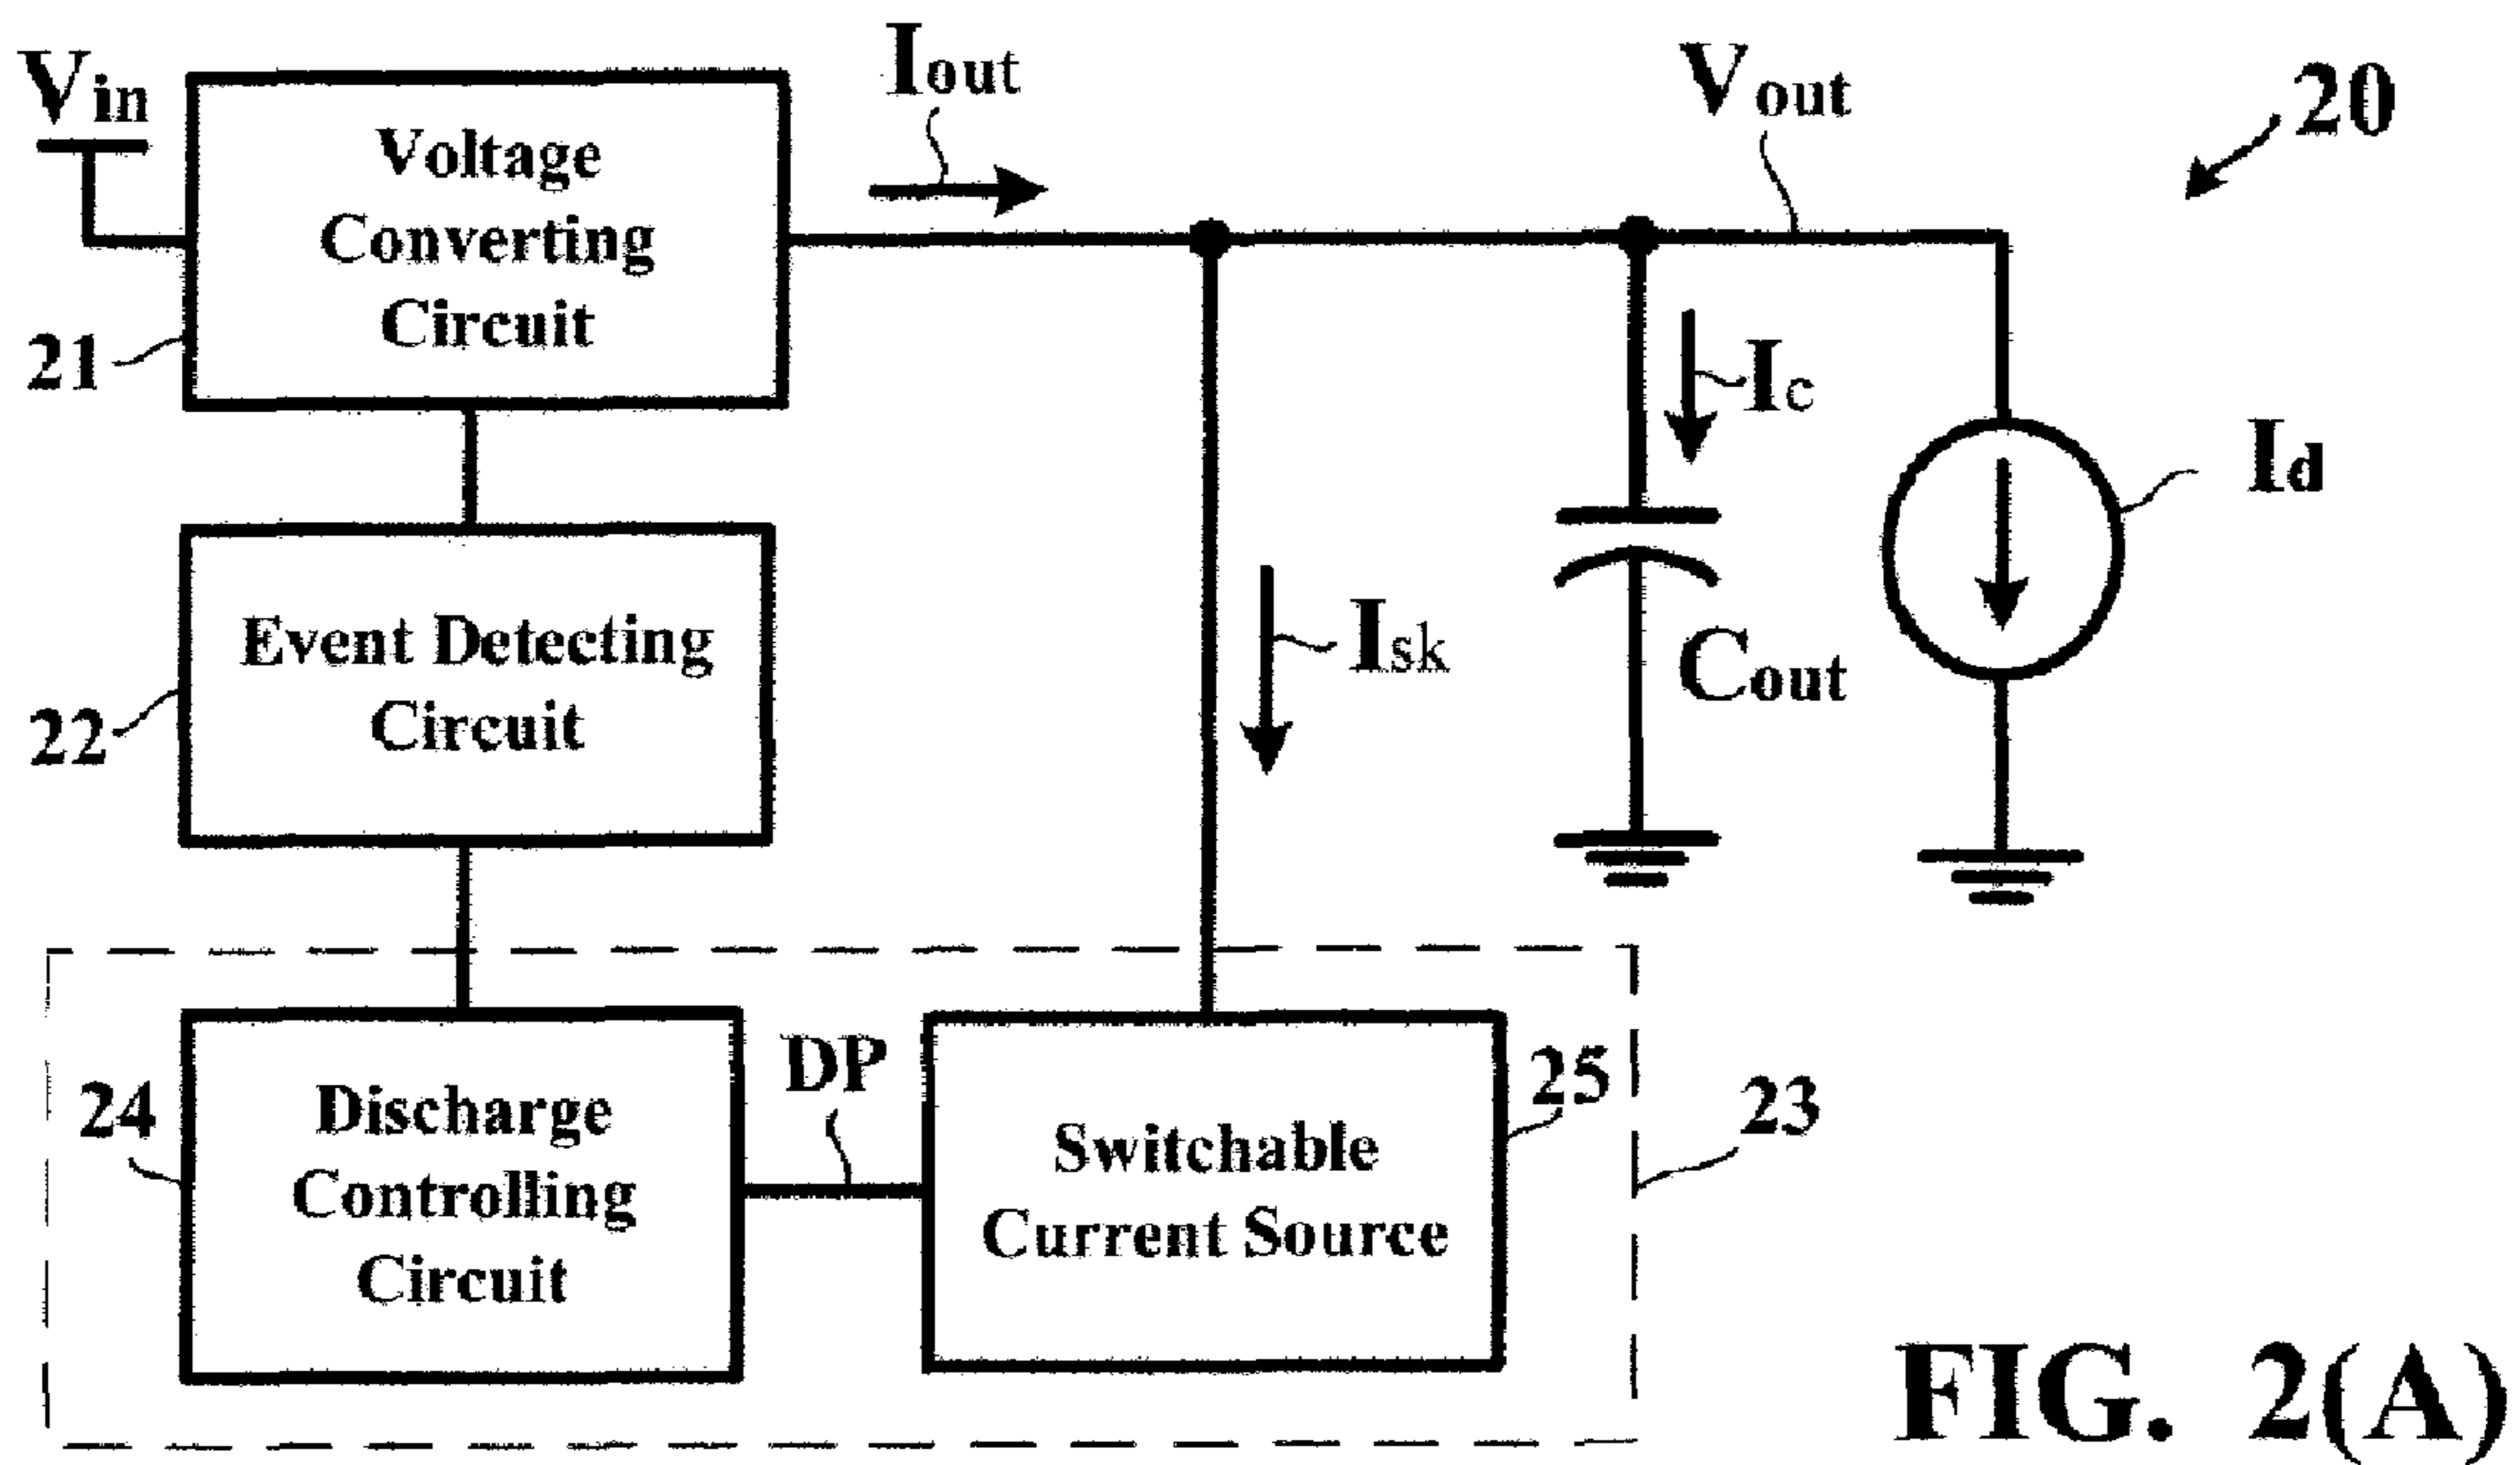 Vin
Iout
Vout
20
Voltage
Converting
Circuit
21
Ic
Id
Event Detecting
Circuit
22
Isk
Cout
24
Discharge
Controlling
Circuit
DP
Switchable
Current Source
25
23
FIG. 2(A)